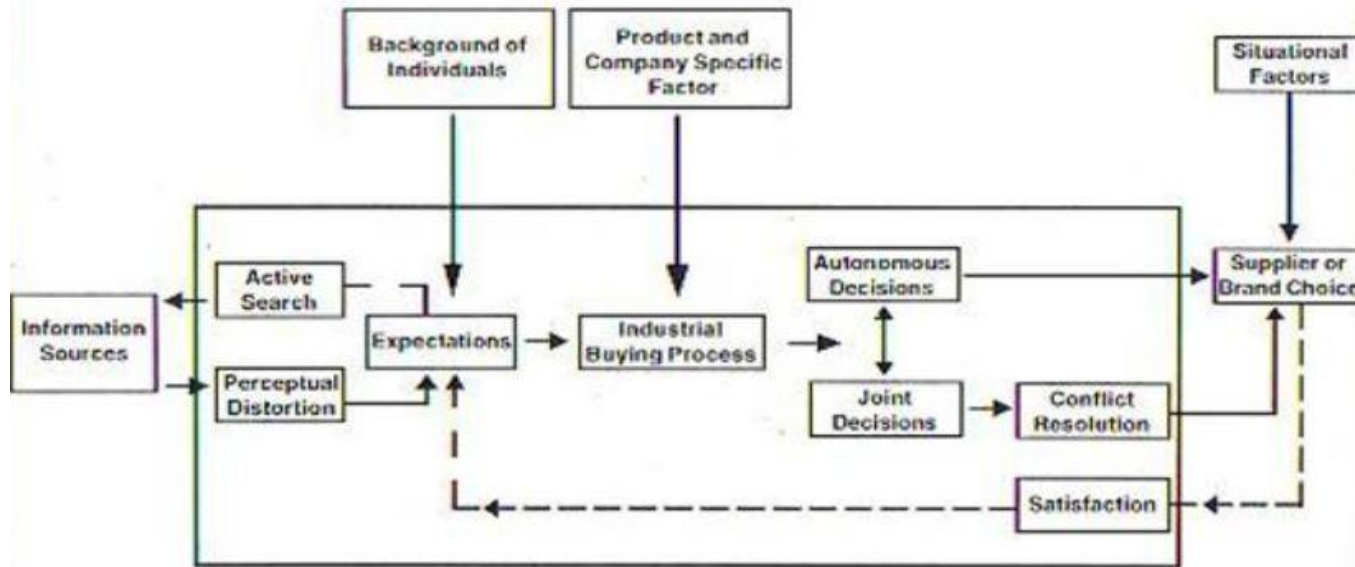 Background of
Individuals
Product and
Company Specific
Factor
Situational
Factors
Active
Search
Autonomous
Decisions
Supplier or
Brand Choice
Information
Sources
Expectations
Industrial
Buying Process
Perceptual
Distortion
Joint
Decisions
Conflict
Resolution
Satisfaction